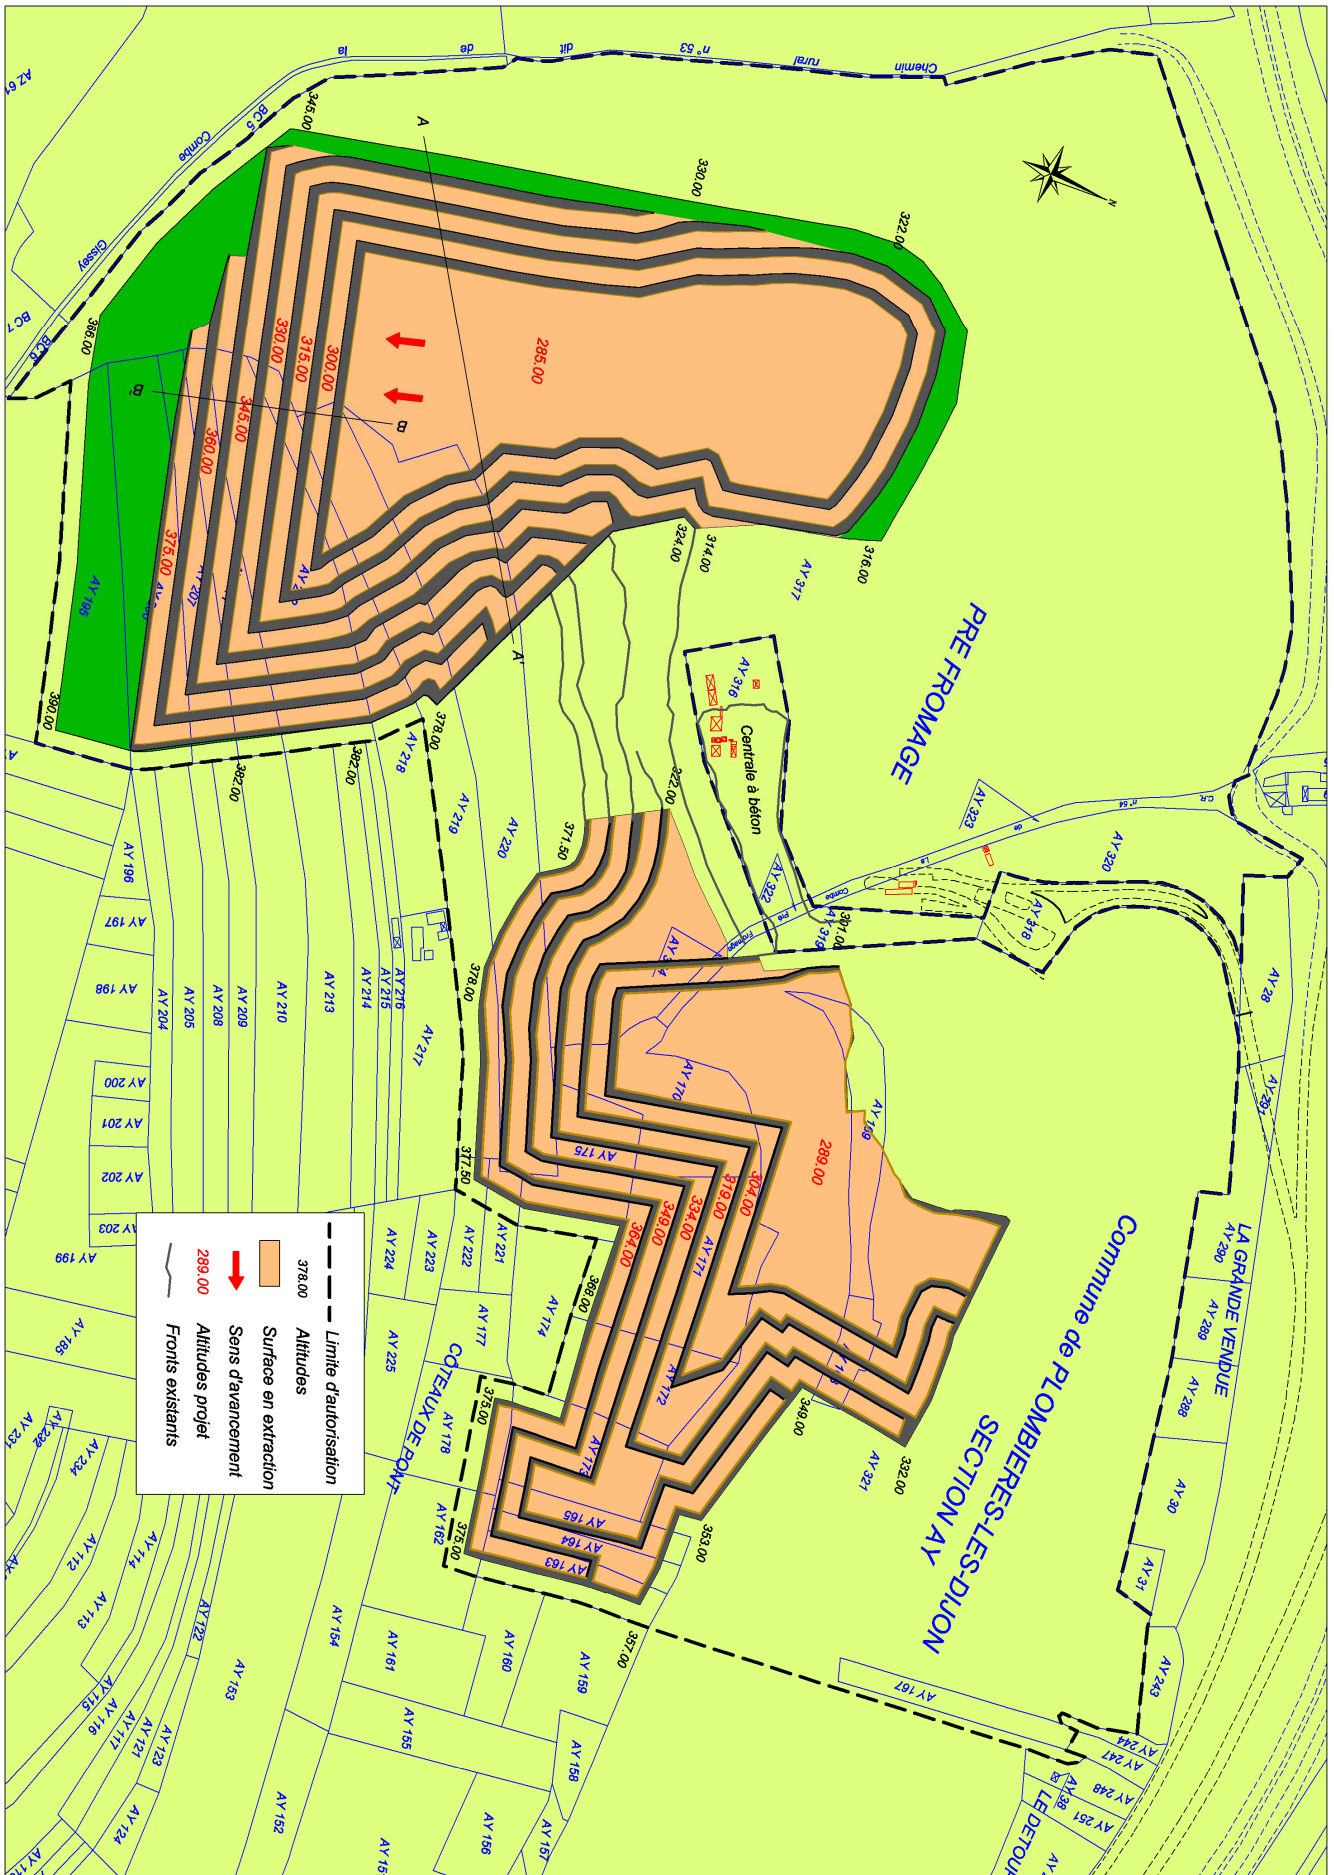 Chemin
rural
n° 53
dit
de
la
Combe
Gissey
AZ 61
BC 5
BC 6
BC 7
N
345.00
330.00
322.00
A
A'
B
B'
366.00
285.00
300.00
315.00
330.00
345.00
360.00
375.00
AY 195
AY 207
390.00
382.00
382.00
378.00
324.00
314.00
316.00
AY 317
PRE FROMAGE
AY 316
Centrale à béton
AY 323
AY 322
AY 320
AY 318
AY 319
301.00
C.R.
n° 54
de
La
Combe
Pré
Fromage
322.00
371.50
378.00
377.50
AY 218
AY 219
AY 220
AY 196
AY 197
AY 198
AY 200
AY 201
AY 202
AY 203
AY 199
AY 204
AY 205
AY 208
AY 209
AY 210
AY 213
AY 214
AY 215
AY 216
AY 217
AY 170
AY 175
AY 171
AY 172
AY 173
AY 165
AY 164
AY 163
289.00
304.00
319.00
334.00
349.00
364.00
AY 28
AY 291
AY 290
AY 289
AY 288
AY 30
AY 31
AY 243
LA GRANDE VENDUE
Commune de PLOMBIERES-LES-DIJON
SECTION AY
AY 221
AY 222
AY 223
AY 224
AY 225
AY 174
AY 177
AY 178
AY 162
COTEAUX DE PONT
368.00
375.00
375.00
349.00
332.00
353.00
357.00
AY 321
AY 167
AY 244
AY 247
AY 248
AY 251
AY 38
LE DETOUR
AY 185
AY 231
AY 232
AY 234
AY 112
AY 113
AY 114
AY 115
AY 116
AY 117
AY 121
AY 122
AY 123
AY 124
AY 153
AY 154
AY 152
AY 161
AY 160
AY 159
AY 155
AY 158
AY 156
AY 157
Limite d'autorisation
378.00 Altitudes
Surface en extraction
Sens d'avancement
289.00 Altitudes projet
Fronts existants